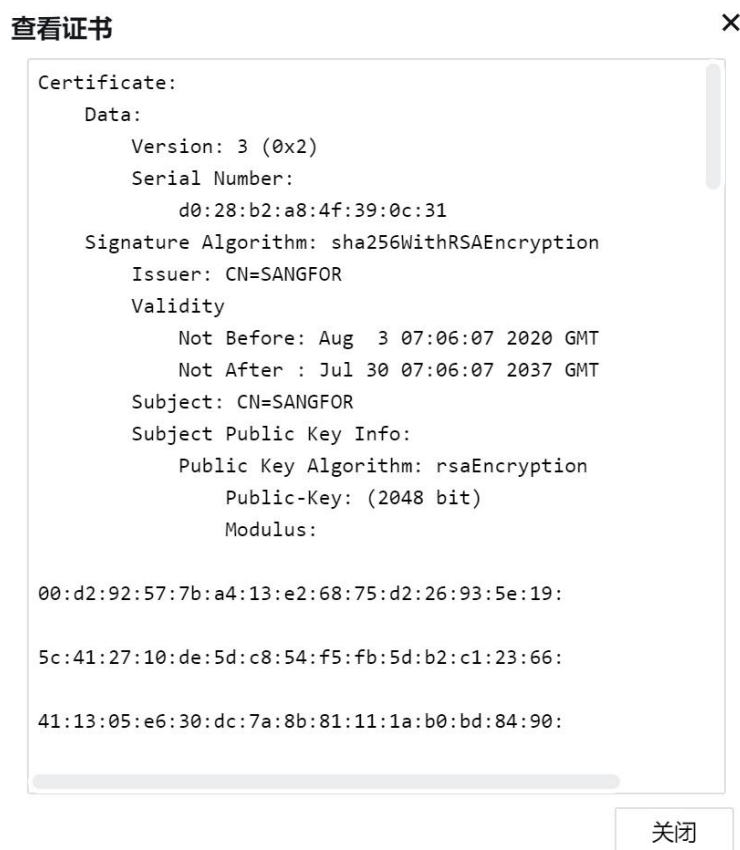 查看证书
Certificate:
Data:
Version: 3 (0x2)
Serial Number:
d0:28:b2:a8:4f:39:0c:31
Signature Algorithm: sha256WithRSAEncryption
Issuer: CN=SANGFOR
Validity
Not Before: Aug  3 07:06:07 2020 GMT
Not After : Jul 30 07:06:07 2037 GMT
Subject: CN=SANGFOR
Subject Public Key Info:
Public Key Algorithm: rsaEncryption
Public-Key: (2048 bit)
Modulus:
00:d2:92:57:7b:a4:13:e2:68:75:d2:26:93:5e:19:
5c:41:27:10:de:5d:c8:54:f5:fb:5d:b2:c1:23:66:
41:13:05:e6:30:dc:7a:8b:81:11:1a:b0:bd:84:90:
关闭